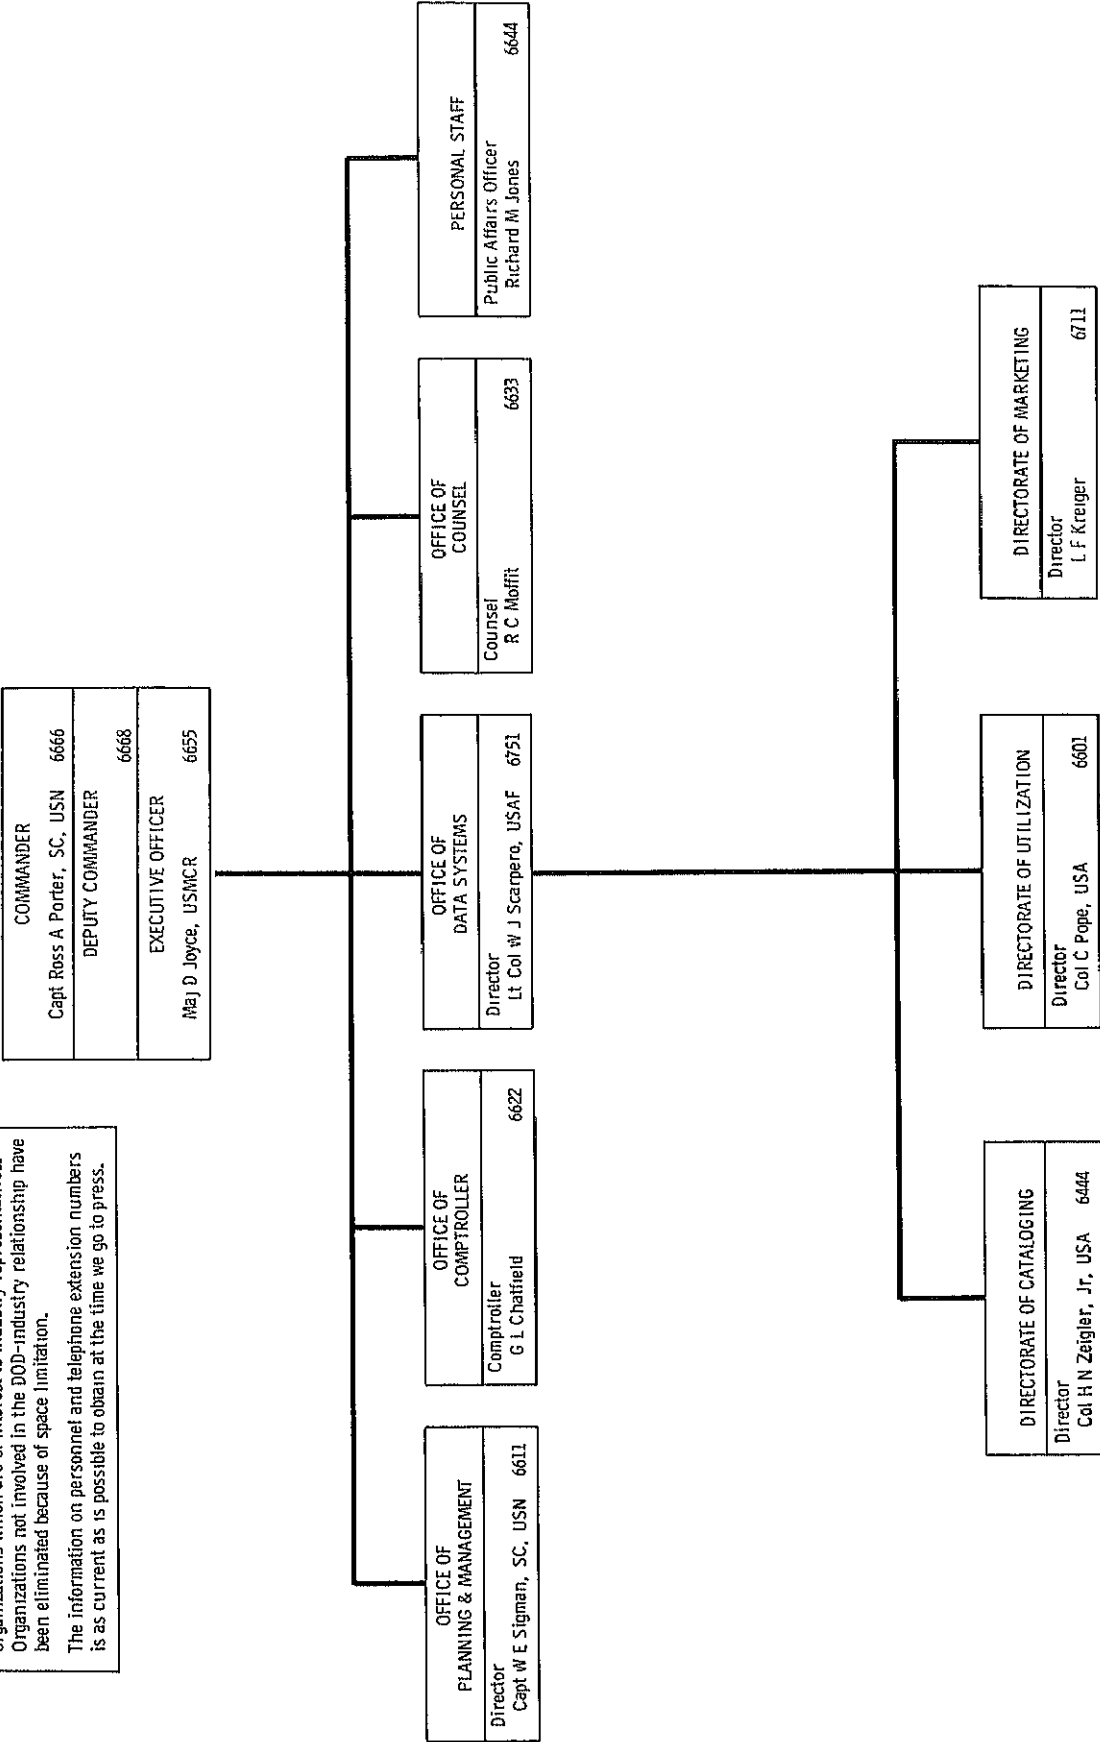 Organizations not involved in the DOD-industry relationship have
been eliminated because of space limitation.
The information on personnel and telephone extension numbers
is as current as is possible to obtain at the time we go to press.
COMMANDER
Capt Ross A Porter, SC, USN 6666
DEPUTY COMMANDER
6668
EXECUTIVE OFFICER
Maj D Joyce, USMCR 6655
OFFICE OF
PLANNING & MANAGEMENT
Director
Capt W E Sigman, SC, USN 6611
OFFICE OF
COMPTROLLER
Comptroller
G L Chatfield 6622
OFFICE OF
DATA SYSTEMS
Director
Lt Col W J Scarpero, USAF 6751
OFFICE OF
COUNSEL
Counsel
R C Moffit 6633
PERSONAL STAFF
Public Affairs Officer
Richard M Jones 6644
DIRECTORATE OF CATALOGING
Director
Col H N Zeigler, Jr, USA 6444
DIRECTORATE OF UTILIZATION
Director
Col C Pope, USA 6601
DIRECTORATE OF MARKETING
Director
L F Kreiger 6711